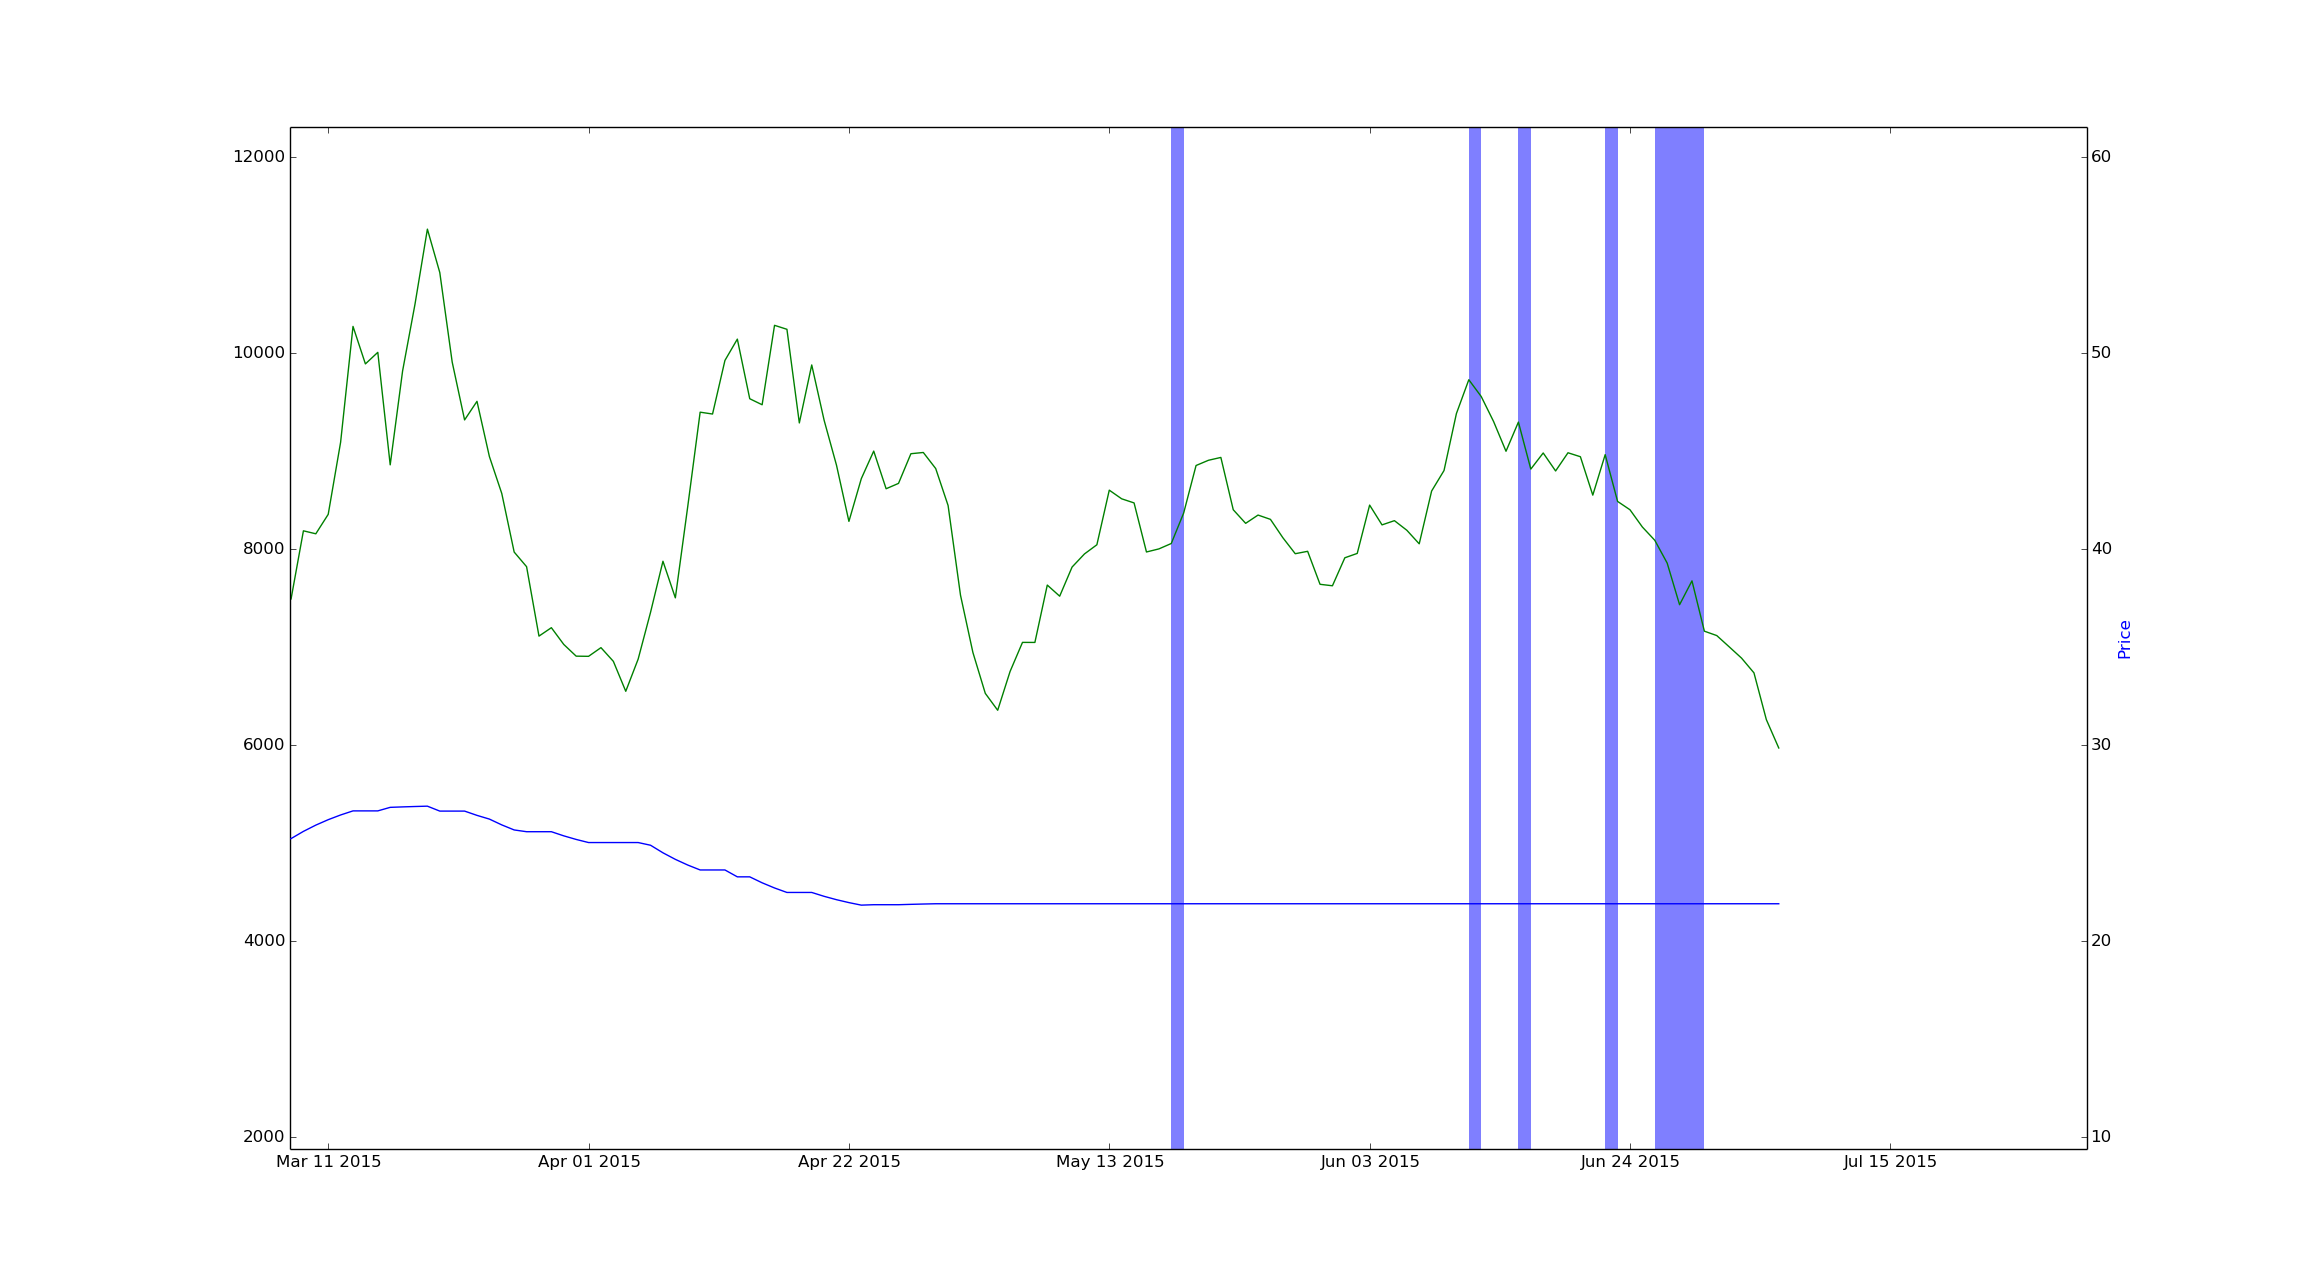 12000
10000
8000
6000
4000
2000
60
50
40
30
20
10
Price
Mar 11 2015
Apr 01 2015
Apr 22 2015
May 13 2015
Jun 03 2015
Jun 24 2015
Jul 15 2015